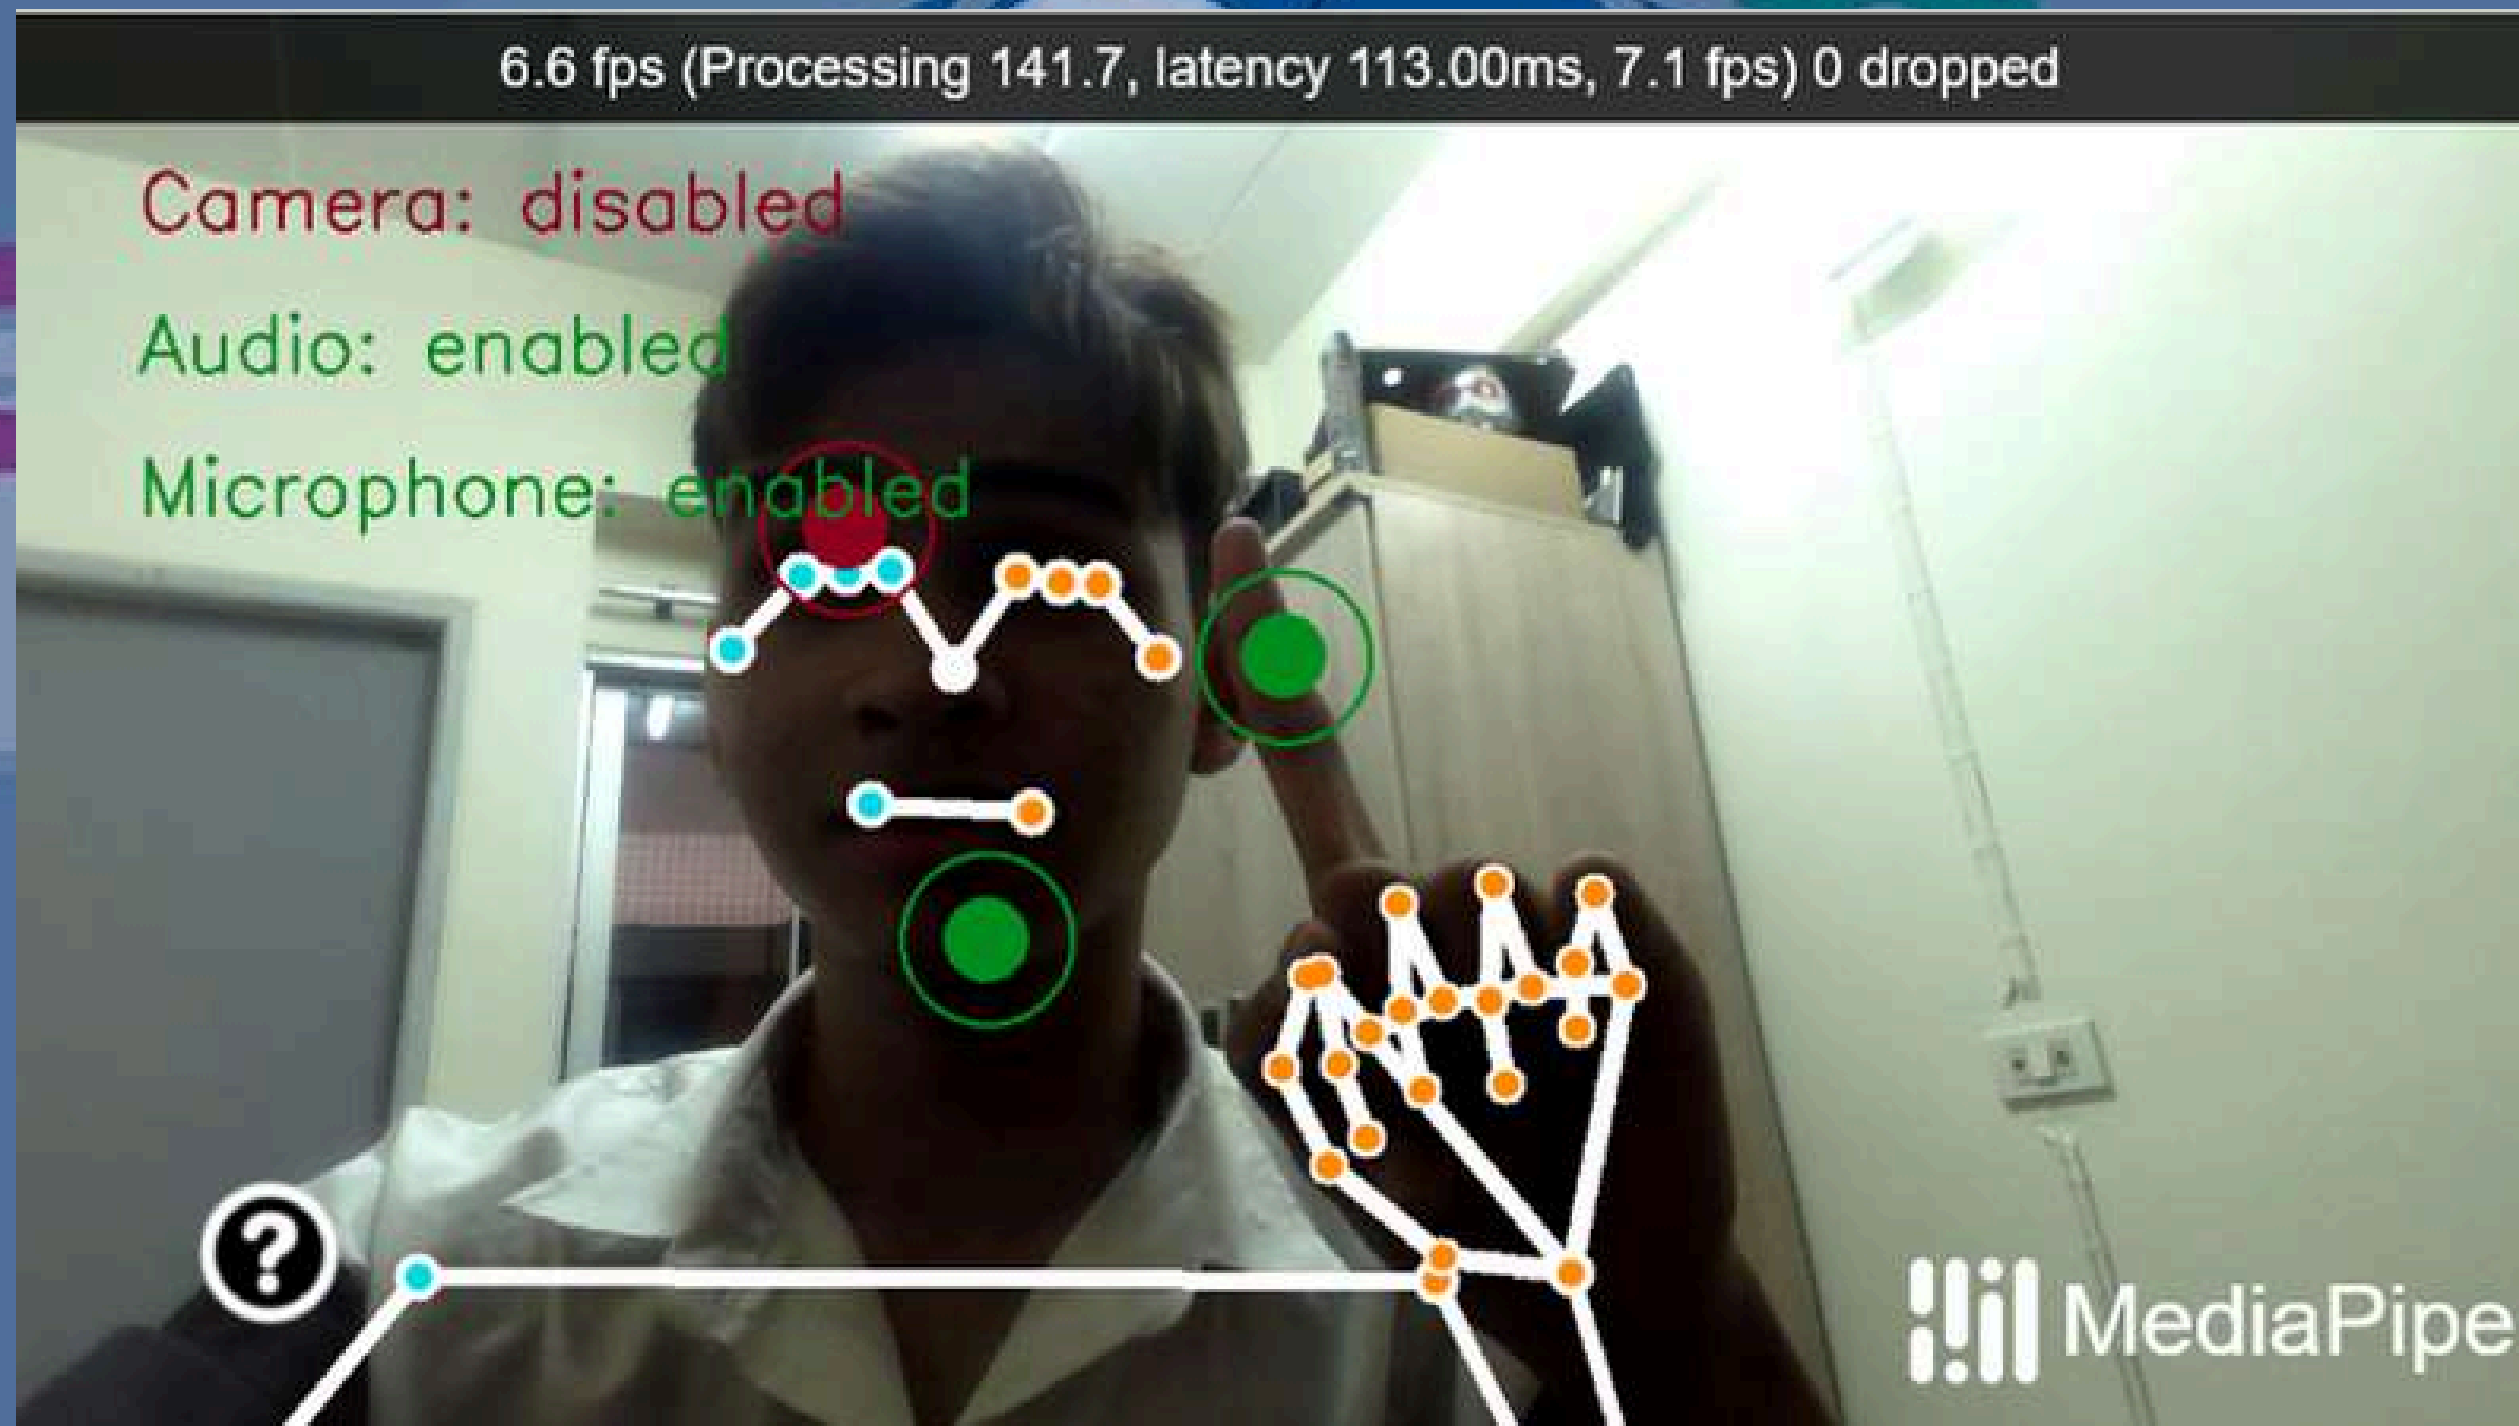 6.6 fps (Processing 141.7, latency 113.00ms, 7.1 fps) 0 dropped
Camera: disabled
Audio: enabled
Microphone: enabled
?
MediaPipe